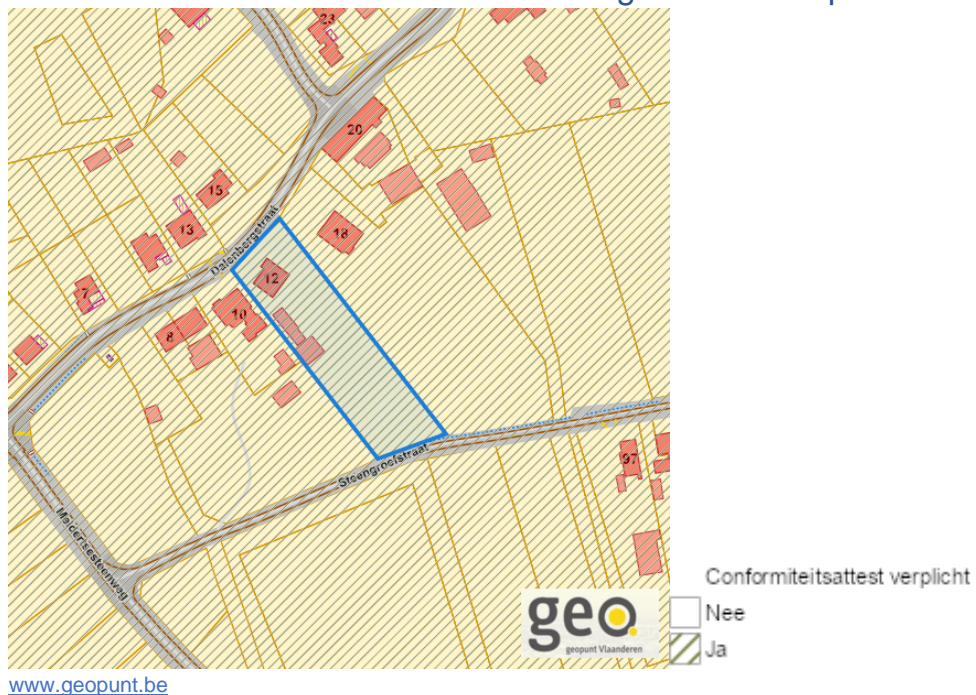 23
20
15
13
18
Dalenbergstraat
12
7
10
8
Steengroefstraat
97
Meidersesteenweg
geo
geopunt Vlaanderen
Conformiteitsattest verplicht
Nee
Ja
www.geopunt.be